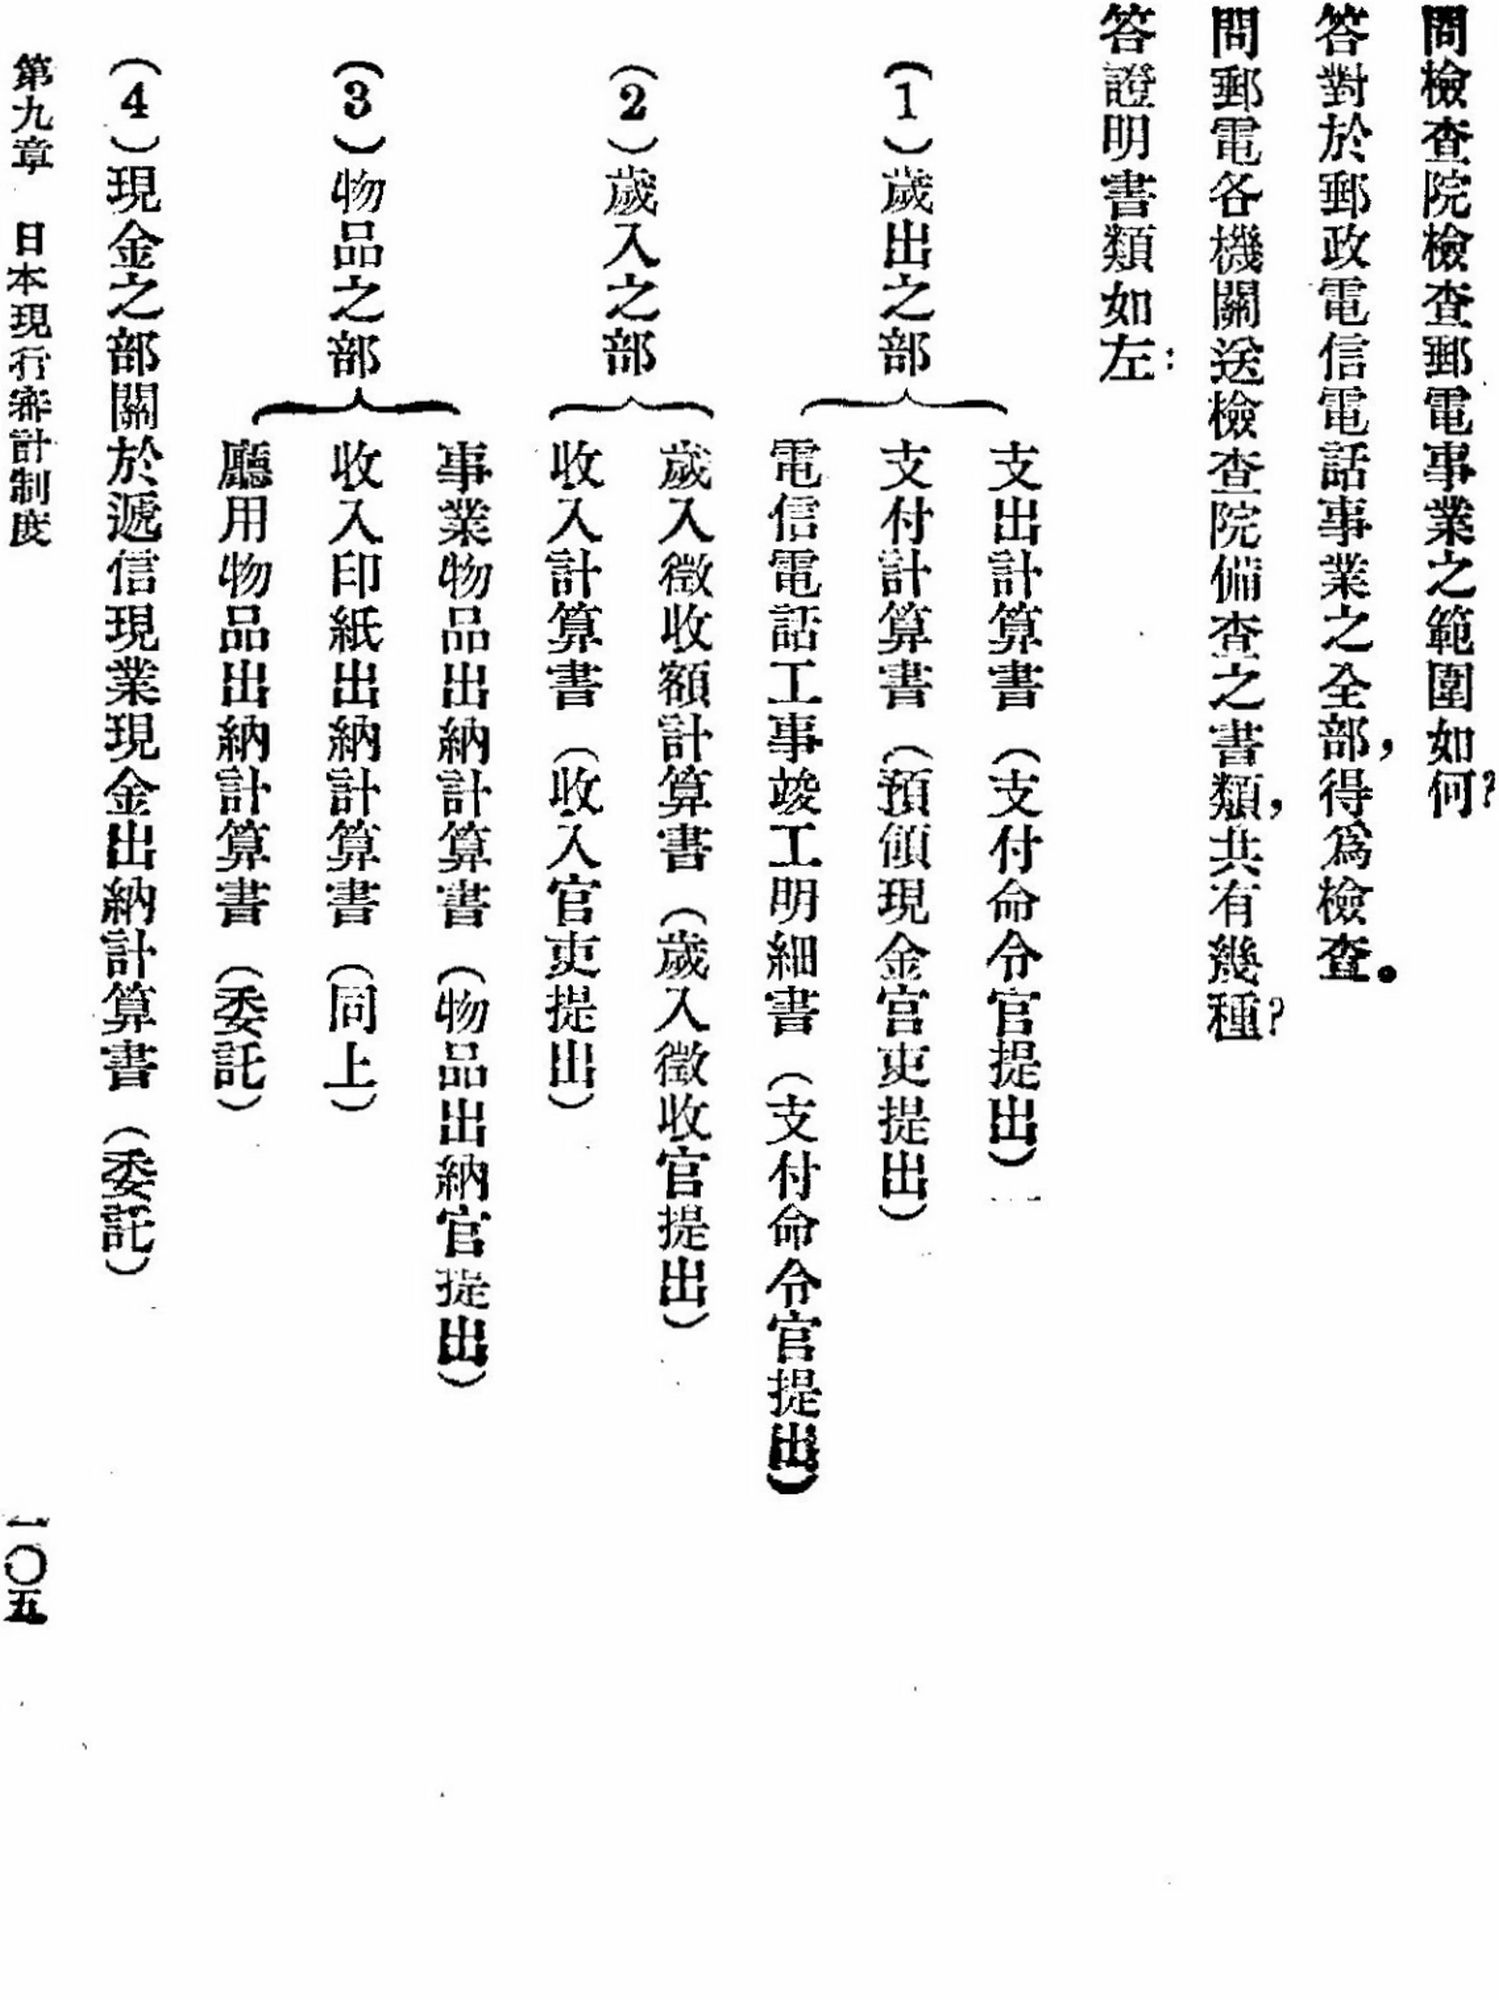 問檢查院檢查郵電事業之範圍如何？
答對於郵政電信電話事業之全部，得爲檢查。
問郵電各機關送檢查院備查之書類，共有幾種？
答證明書類如左：
（1）歲出之部
支出計算書（支付命令官提出）
支付計算書（預領現金官吏提出）
電信電話工事竣工明細書（支付命令官提出）
（2）歲入之部
歲入徵收額計算書（歲入徵收官提出）
收入計算書（收入官吏提出）
（3）物品之部
事業物品出納計算書（物品出納官提出）
收入印紙出納計算書（同上）
廳用物品出納計算書（委託）
（4）現金之部關於遞信現業現金出納計算書（委託）
第九章　日本現行審計制度
一〇五